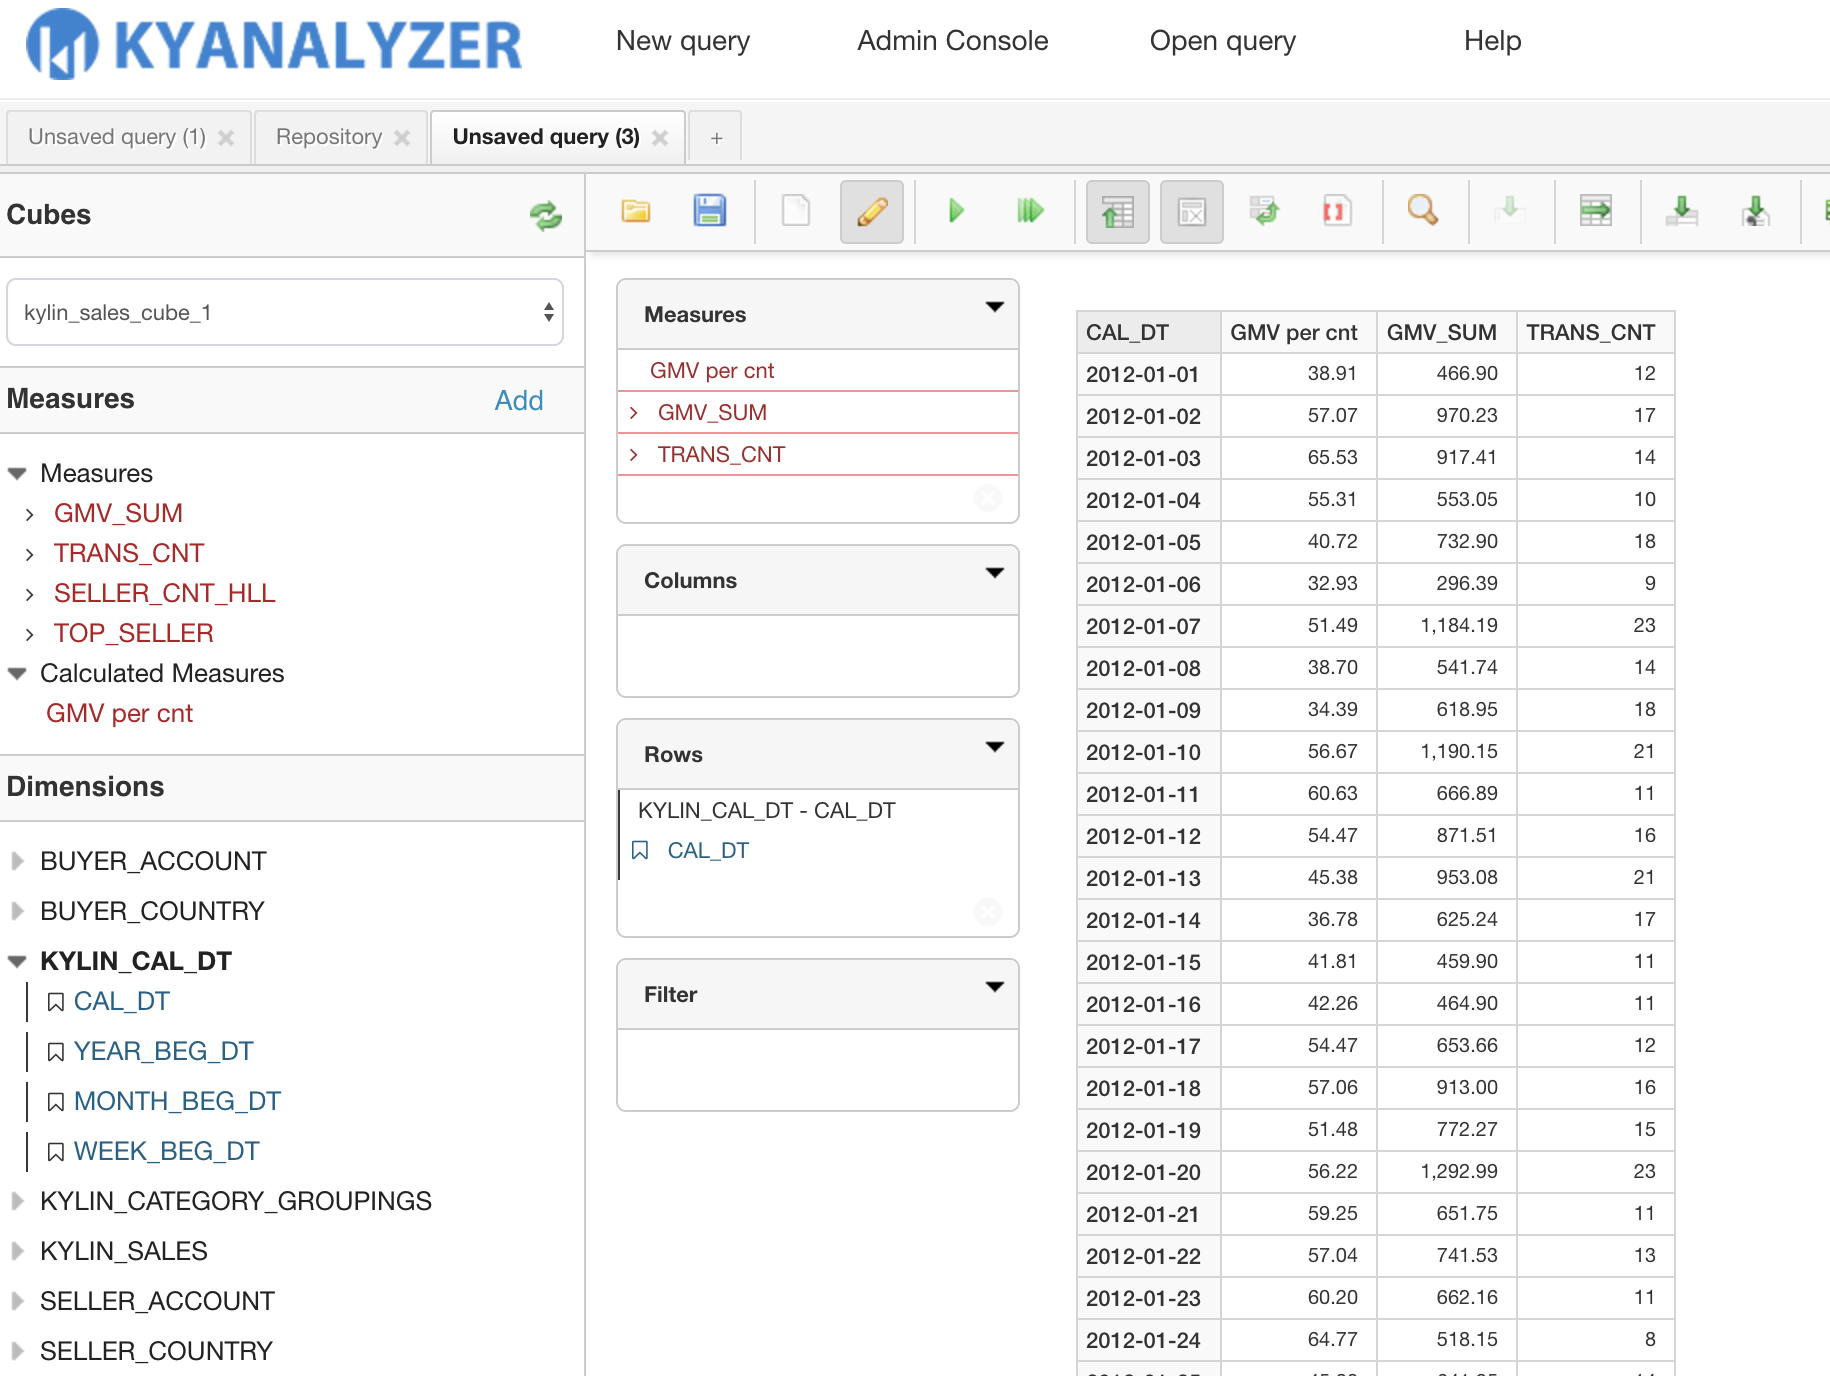 KYANALYZER
New query Admin Console Open query Help
Unsaved query (1) Repository Unsaved query (3) +
Cubes
kylin_sales_cube_1
Measures Add
Measures
GMV_SUM
TRANS_CNT
SELLER_CNT_HLL
TOP_SELLER
Calculated Measures
GMV per cnt
Dimensions
BUYER_ACCOUNT
BUYER_COUNTRY
KYLIN_CAL_DT
CAL_DT
YEAR_BEG_DT
MONTH_BEG_DT
WEEK_BEG_DT
KYLIN_CATEGORY_GROUPINGS
KYLIN_SALES
SELLER_ACCOUNT
SELLER_COUNTRY
Measures
GMV per cnt
GMV_SUM
TRANS_CNT
Columns
Rows
KYLIN_CAL_DT - CAL_DT
CAL_DT
Filter
CAL_DT GMV per cnt GMV_SUM TRANS_CNT
2012-01-01 38.91 466.90 12
2012-01-02 57.07 970.23 17
2012-01-03 65.53 917.41 14
2012-01-04 55.31 553.05 10
2012-01-05 40.72 732.90 18
2012-01-06 32.93 296.39 9
2012-01-07 51.49 1,184.19 23
2012-01-08 38.70 541.74 14
2012-01-09 34.39 618.95 18
2012-01-10 56.67 1,190.15 21
2012-01-11 60.63 666.89 11
2012-01-12 54.47 871.51 16
2012-01-13 45.38 953.08 21
2012-01-14 36.78 625.24 17
2012-01-15 41.81 459.90 11
2012-01-16 42.26 464.90 11
2012-01-17 54.47 653.66 12
2012-01-18 57.06 913.00 16
2012-01-19 51.48 772.27 15
2012-01-20 56.22 1,292.99 23
2012-01-21 59.25 651.75 11
2012-01-22 57.04 741.53 13
2012-01-23 60.20 662.16 11
2012-01-24 64.77 518.15 8